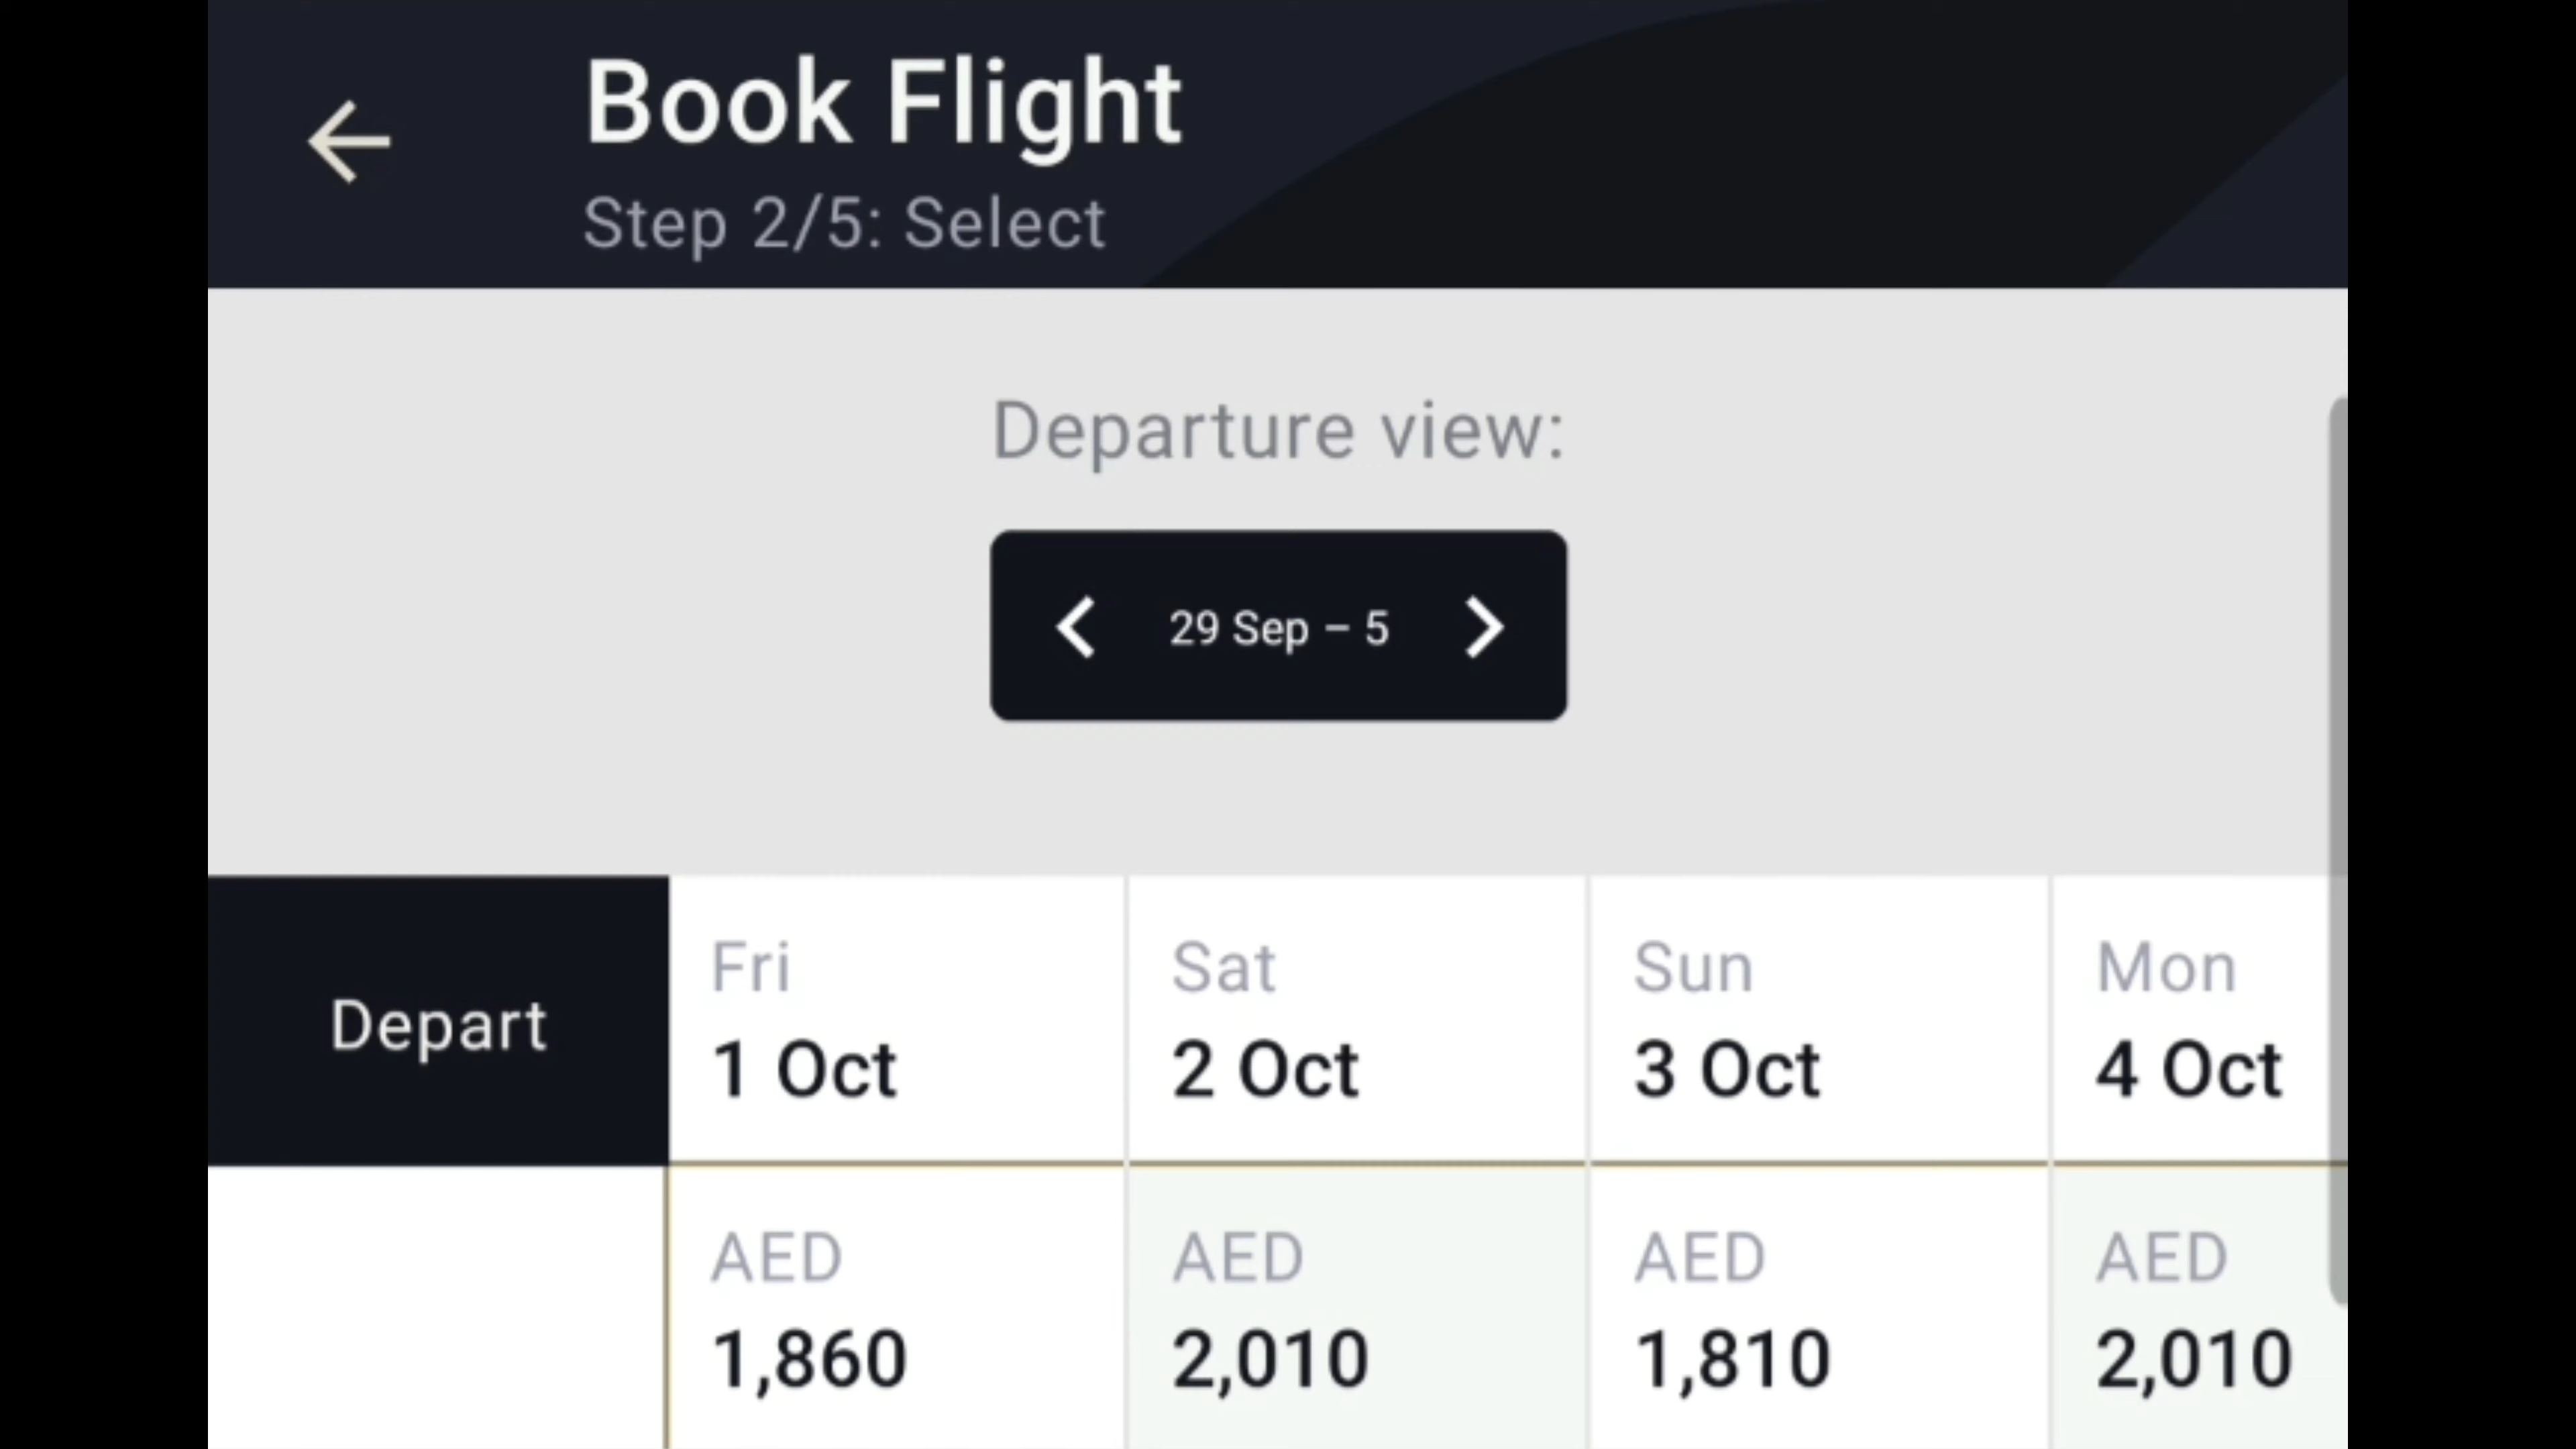 Book Flight
Step 2/5: Select
Departure view:
29 Sep – 5
Depart
Fri
1 Oct
Sat
2 Oct
Sun
3 Oct
Mon
4 Oct
AED
1,860
AED
2,010
AED
1,810
AED
2,010